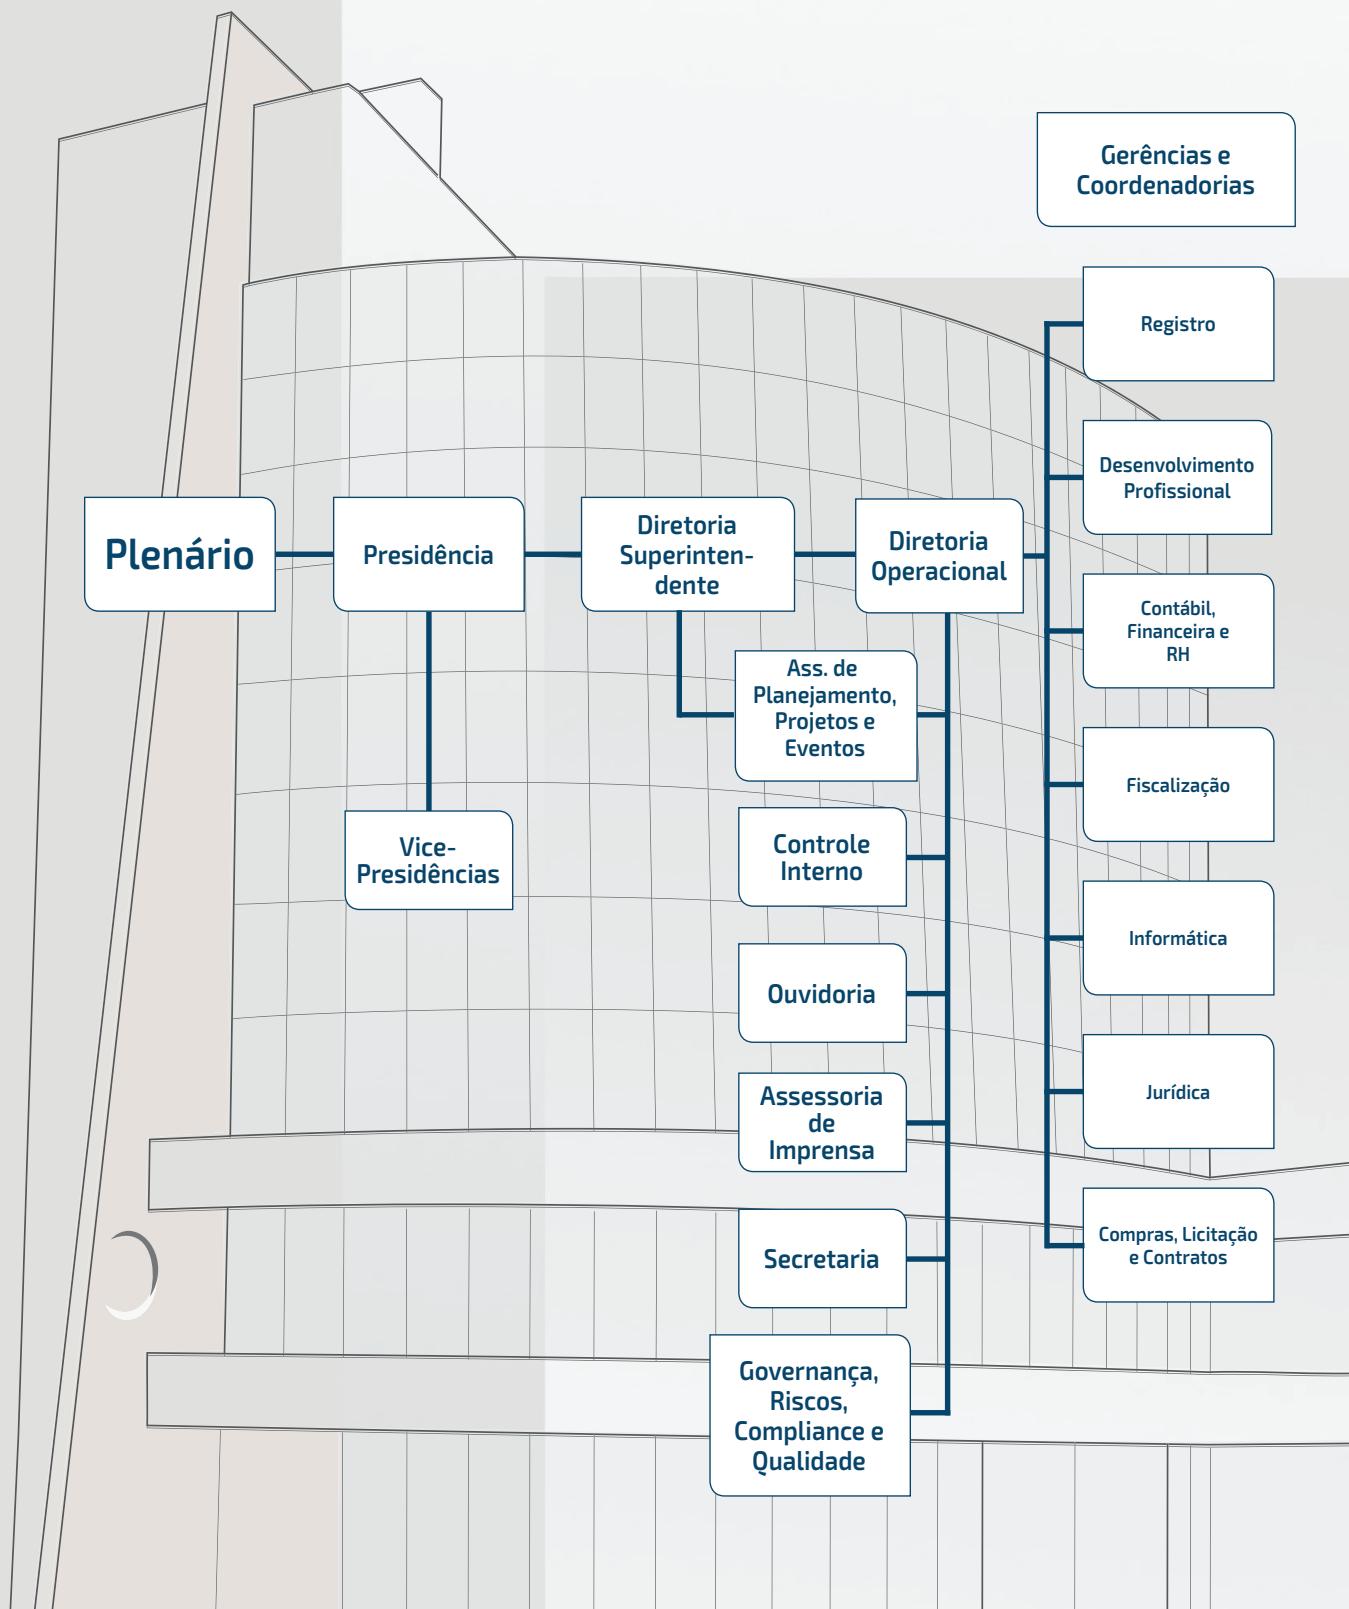 Gerências e
Coordenadorias
Registro
Desenvolvimento
Profissional
Plenário
Presidência
Diretoria
Superinten-
dente
Diretoria
Operacional
Contábil,
Financeira e
RH
Ass. de
Planejamento,
Projetos e
Eventos
Fiscalização
Vice-
Presidências
Controle
Interno
Informática
Ouvidoria
Jurídica
Assessoria
de
Imprensa
Secretaria
Compras, Licitação
e Contratos
Governança,
Riscos,
Compliance e
Qualidade